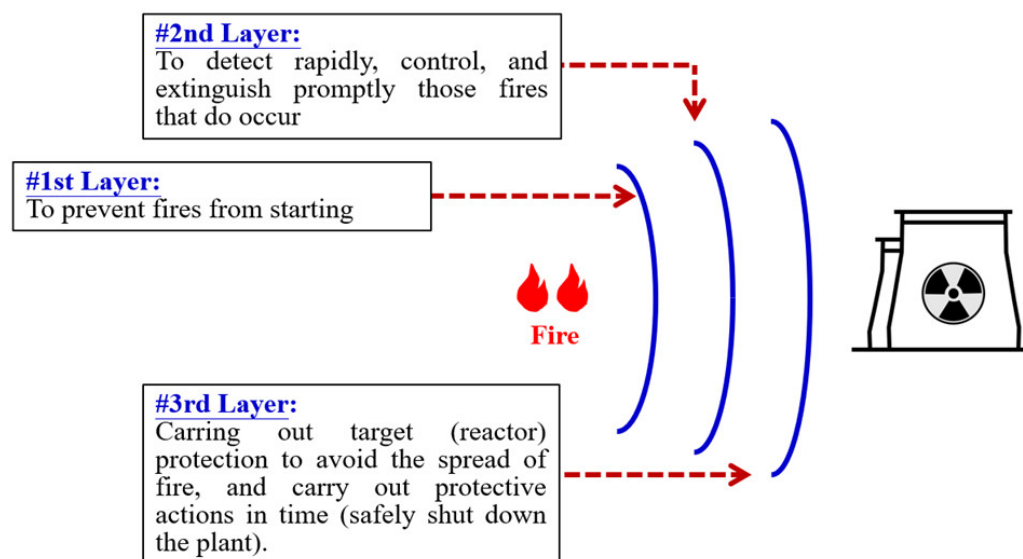 #2nd Layer:
To detect rapidly, control, and
extinguish promptly those fires
that do occur
#1st Layer:
To prevent fires from starting
Fire
#3rd Layer:
Carring out target (reactor)
protection to avoid the spread of
fire, and carry out protective
actions in time (safely shut down
the plant).